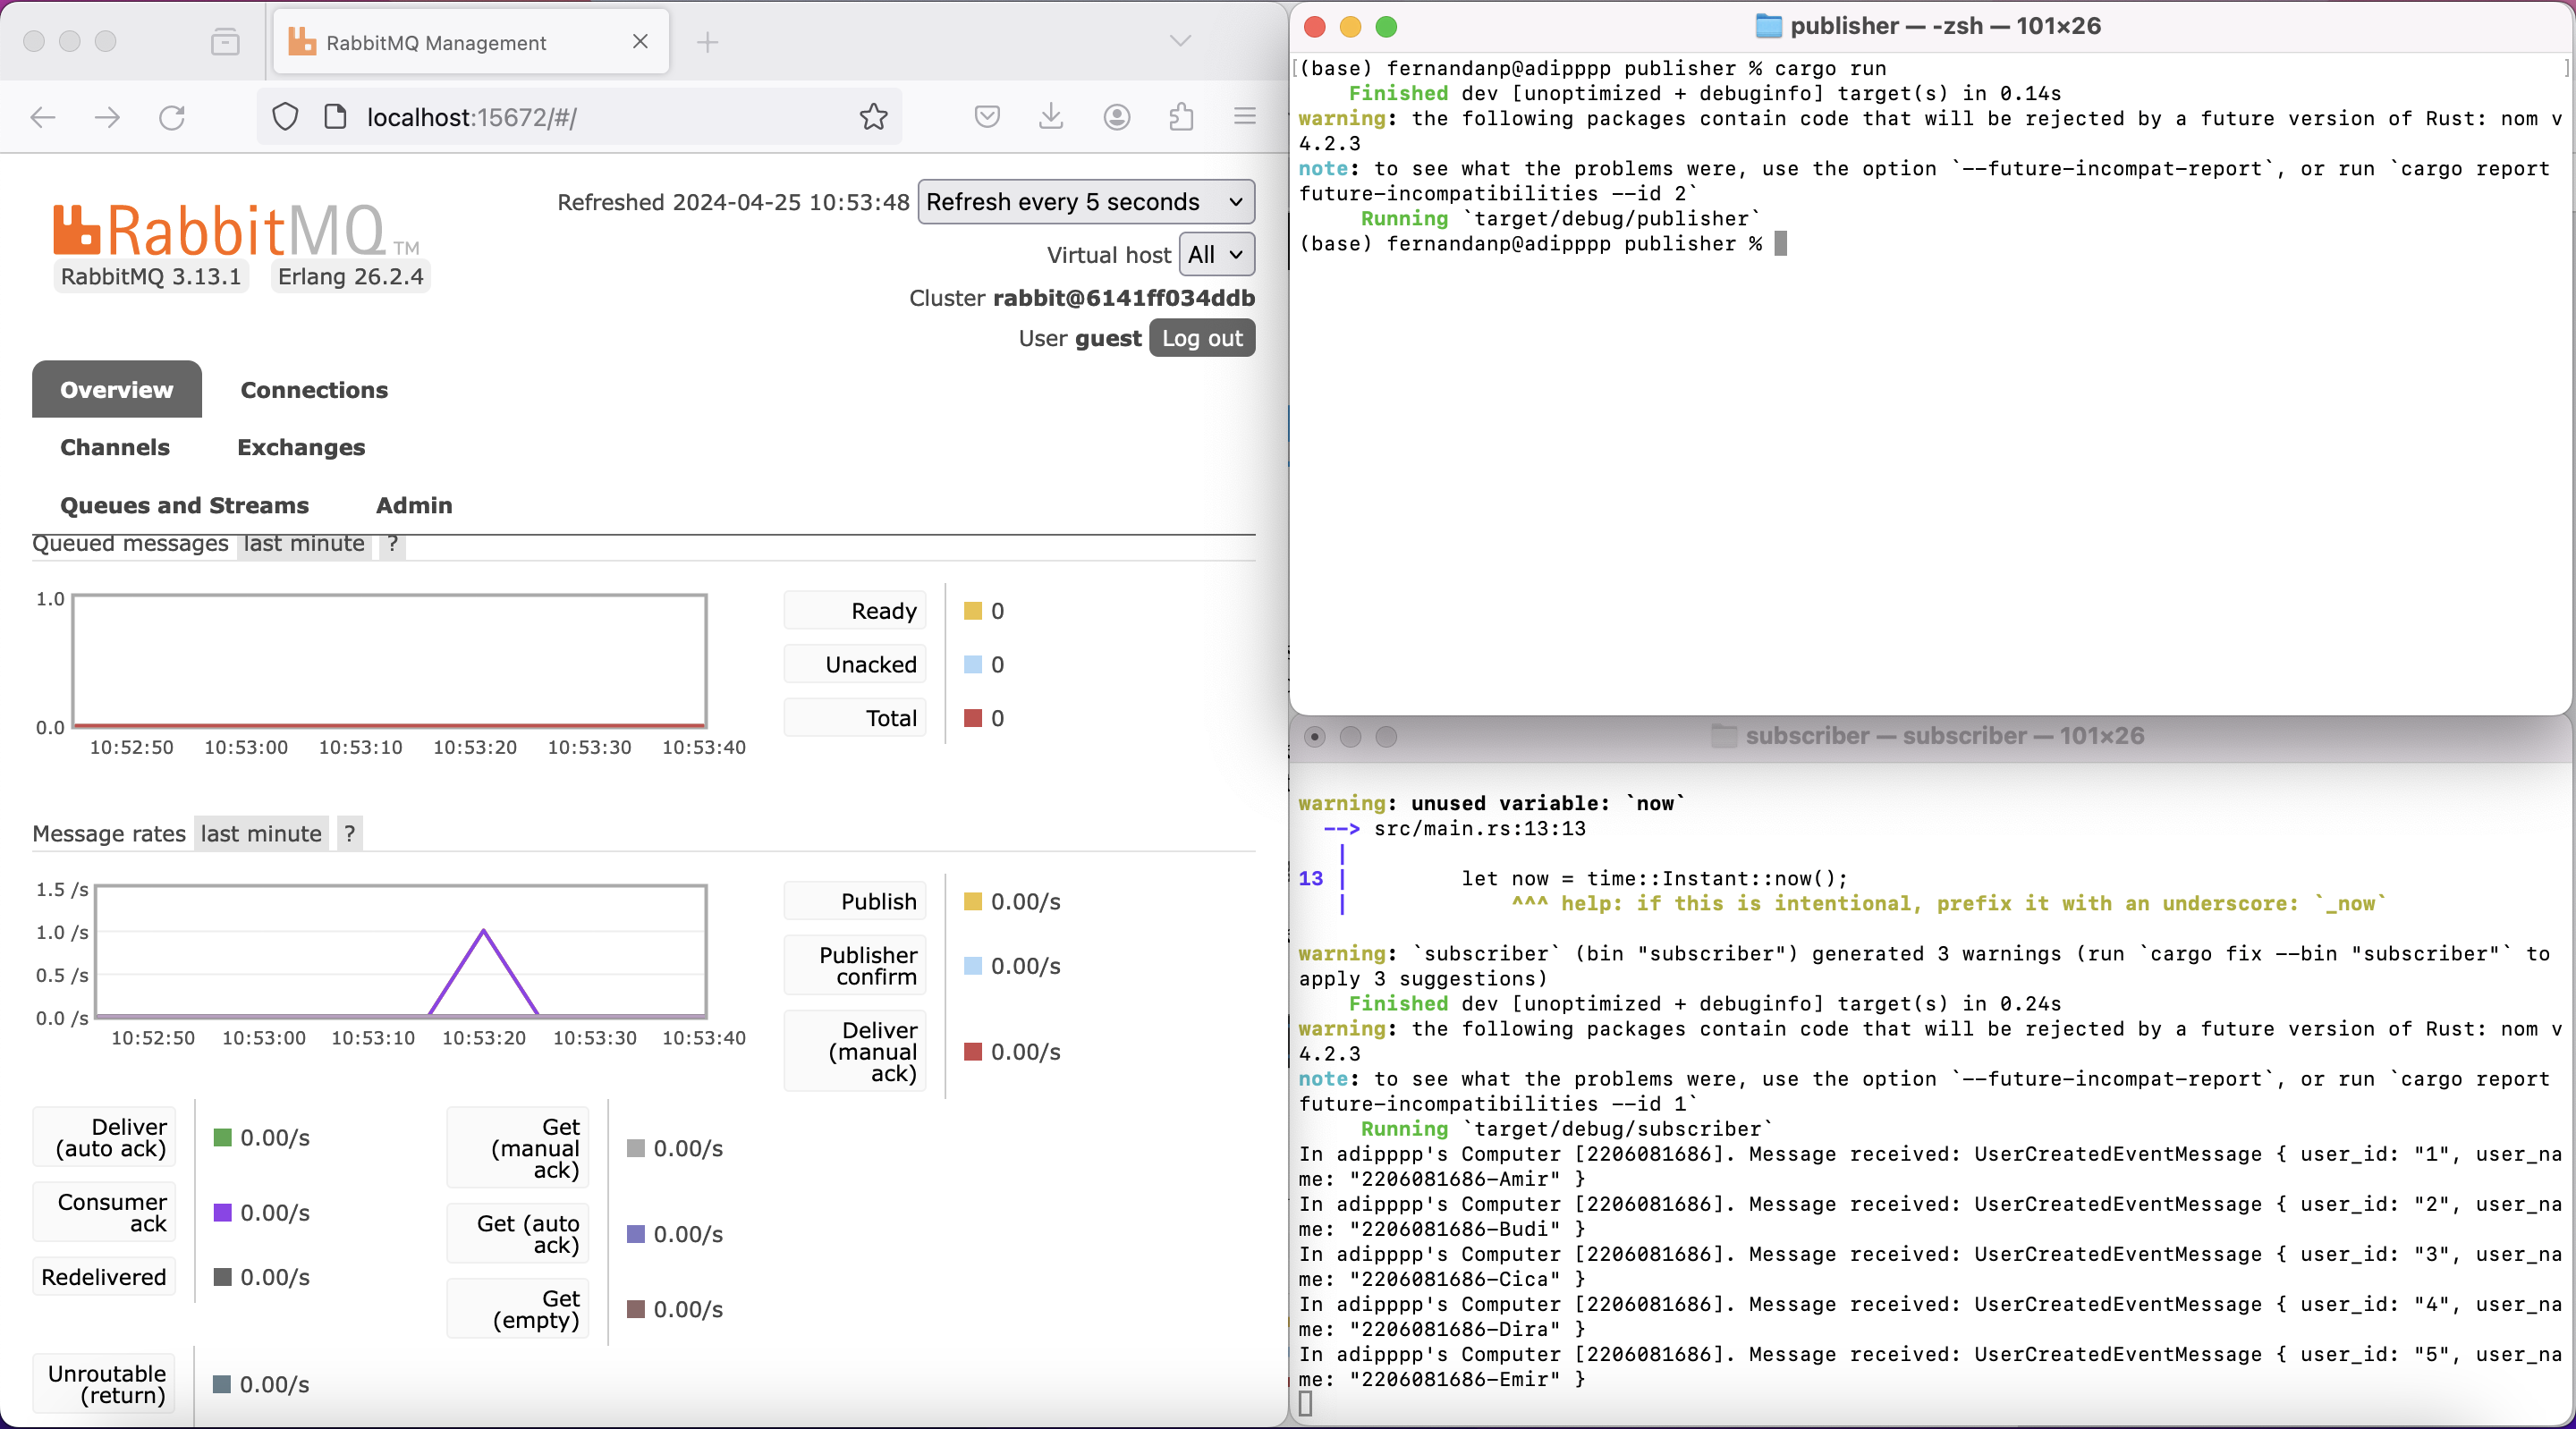 RabbitMQ Management
localhost:15672/#/
RabbitMQ TM
RabbitMQ 3.13.1 Erlang 26.2.4
Refreshed 2024-04-25 10:53:48 Refresh every 5 seconds
Virtual host All
Cluster rabbit@6141ff034ddb
User guest Log out
Overview Connections
Channels Exchanges
Queues and Streams Admin
Queued messages last minute ?
1.0
0.0
10:52:50 10:53:00 10:53:10 10:53:20 10:53:30 10:53:40
Ready 0
Unacked 0
Total 0
Message rates last minute ?
1.5 /s
1.0 /s
0.5 /s
0.0 /s
10:52:50 10:53:00 10:53:10 10:53:20 10:53:30 10:53:40
Publish 0.00/s
Publisher
confirm 0.00/s
Deliver
(manual 0.00/s
ack)
Deliver
(auto ack) 0.00/s
Consumer
ack 0.00/s
Redelivered 0.00/s
Get
(manual 0.00/s
ack)
Get (auto
ack) 0.00/s
Get
(empty) 0.00/s
Unroutable
(return) 0.00/s
publisher — -zsh — 101×26
[(base) fernandanp@adipppp publisher % cargo run ]
Finished dev [unoptimized + debuginfo] target(s) in 0.14s
warning: the following packages contain code that will be rejected by a future version of Rust: nom v
4.2.3
note: to see what the problems were, use the option `--future-incompat-report`, or run `cargo report
future-incompatibilities --id 2`
Running `target/debug/publisher`
(base) fernandanp@adipppp publisher %
subscriber — subscriber — 101×26
warning: unused variable: `now`
--> src/main.rs:13:13
|
13 | let now = time::Instant::now();
| ^^^ help: if this is intentional, prefix it with an underscore: `_now`
warning: `subscriber` (bin "subscriber") generated 3 warnings (run `cargo fix --bin "subscriber"` to
apply 3 suggestions)
Finished dev [unoptimized + debuginfo] target(s) in 0.24s
warning: the following packages contain code that will be rejected by a future version of Rust: nom v
4.2.3
note: to see what the problems were, use the option `--future-incompat-report`, or run `cargo report
future-incompatibilities --id 1`
Running `target/debug/subscriber`
In adipppp's Computer [2206081686]. Message received: UserCreatedEventMessage { user_id: "1", user_na
me: "2206081686-Amir" }
In adipppp's Computer [2206081686]. Message received: UserCreatedEventMessage { user_id: "2", user_na
me: "2206081686-Budi" }
In adipppp's Computer [2206081686]. Message received: UserCreatedEventMessage { user_id: "3", user_na
me: "2206081686-Cica" }
In adipppp's Computer [2206081686]. Message received: UserCreatedEventMessage { user_id: "4", user_na
me: "2206081686-Dira" }
In adipppp's Computer [2206081686]. Message received: UserCreatedEventMessage { user_id: "5", user_na
me: "2206081686-Emir" }